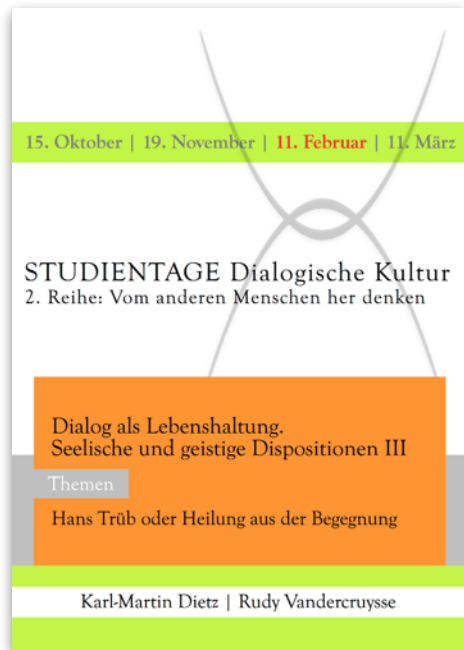 15. Oktober | 19. November | 11. Februar | 11. März
STUDIENTAGE Dialogische Kultur
2. Reihe: Vom anderen Menschen her denken
Dialog als Lebenshaltung.
Seelische und geistige Dispositionen III
Themen
Hans Trüb oder Heilung aus der Begegnung
Karl-Martin Dietz | Rudy Vandercruysse